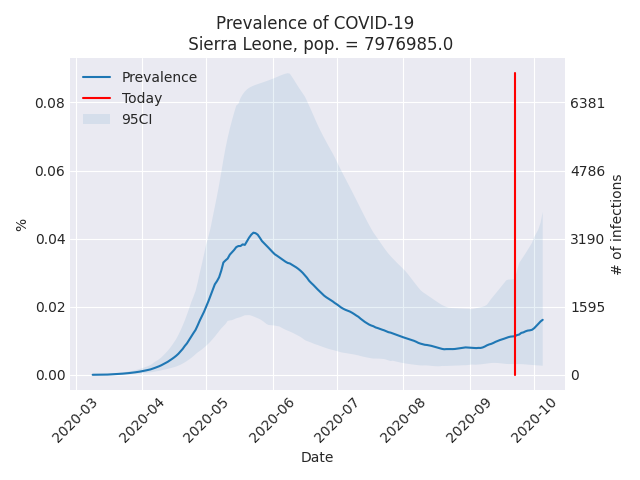 Prevalence of COVID-19
Sierra Leone, pop. = 7976985.0
Prevalence
Today
95CI
0.08
0.06
0.04
0.02
0.00
%
6381
4786
3190
1595
0
# of infections
2020-03
2020-04
2020-05
2020-06
2020-07
2020-08
2020-09
2020-10
Date